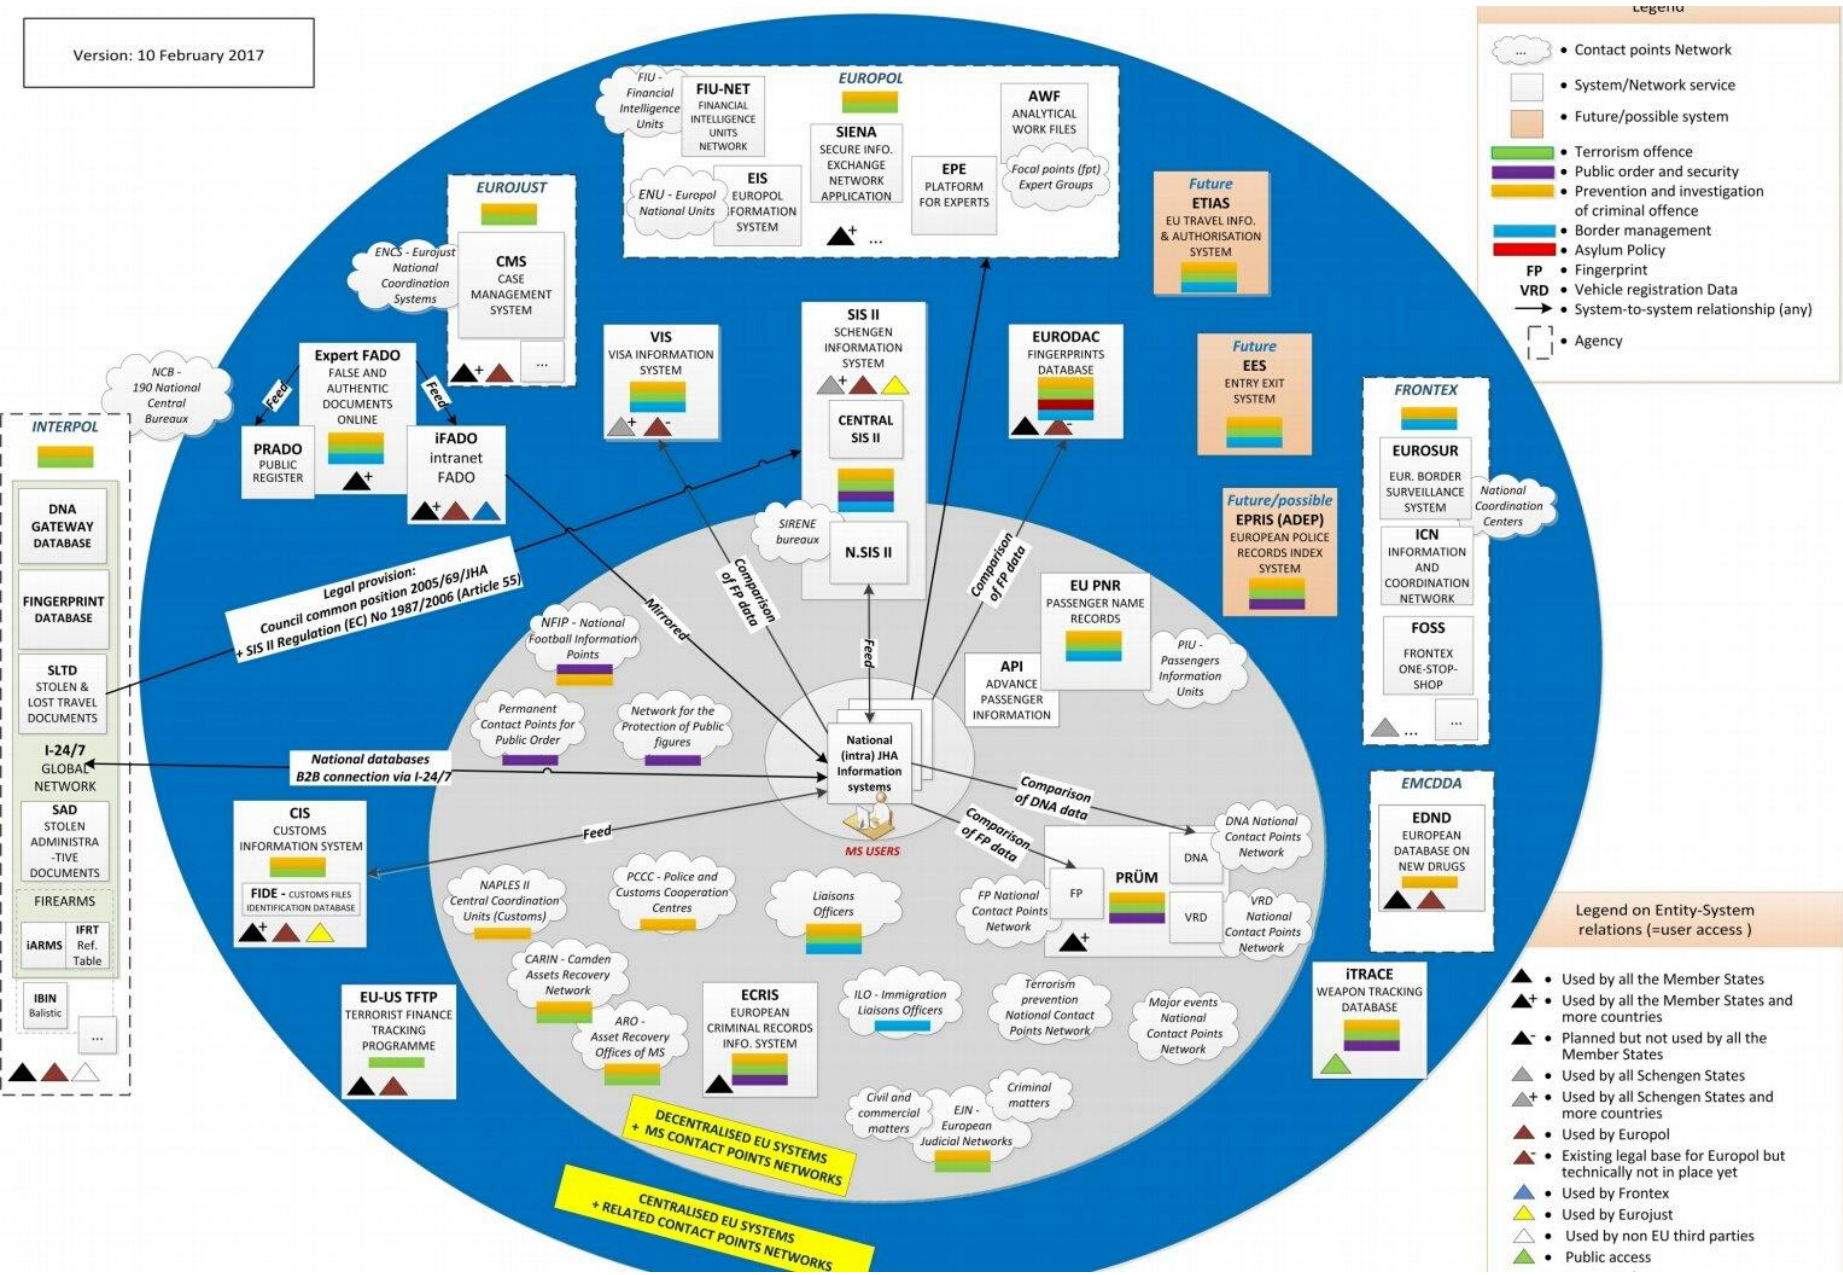 Version: 10 February 2017
Legend
...
• Contact points Network
• System/Network service
• Future/possible system
• Terrorism offence
• Public order and security
• Prevention and investigation
of criminal offence
• Border management
• Asylum Policy
FP • Fingerprint
VRD • Vehicle registration Data
• System-to-system relationship (any)
• Agency
EUROPOL
FIU -
Financial
Intelligence
Units
FIU-NET
FINANCIAL
INTELLIGENCE
UNITS
NETWORK
ENU - Europol
National Units
EIS
EUROPOL
FORMATION
SYSTEM
SIENA
SECURE INFO.
EXCHANGE
NETWORK
APPLICATION
+ ...
EPE
PLATFORM
FOR EXPERTS
AWF
ANALYTICAL
WORK FILES
Focal points (fpt)
Expert Groups
EUROJUST
ENCS - Eurojust
National
Coordination
Systems
CMS
CASE
MANAGEMENT
SYSTEM
+
...
Future
ETIAS
EU TRAVEL INFO.
& AUTHORISATION
SYSTEM
Future
EES
ENTRY EXIT
SYSTEM
Future/possible
EPRIS (ADEP)
EUROPEAN POLICE
RECORDS INDEX
SYSTEM
Expert FADO
FALSE AND
AUTHENTIC
DOCUMENTS
ONLINE
+
Feed
Feed
PRADO
PUBLIC
REGISTER
iFADO
intranet
FADO
+
VIS
VISA INFORMATION
SYSTEM
+ -
SIS II
SCHENGEN
INFORMATION
SYSTEM
+
CENTRAL
SIS II
SIRENE
bureaux
N.SIS II
EURODAC
FINGERPRINTS
DATABASE
-
FRONTEX
EUROSUR
EUR. BORDER
SURVEILLANCE
SYSTEM
National
Coordination
Centers
ICN
INFORMATION
AND
COORDINATION
NETWORK
FOSS
FRONTEX
ONE-STOP-
SHOP
...
...
NCB -
190 National
Central
Bureaux
INTERPOL
DNA
GATEWAY
DATABASE
FINGERPRINT
DATABASE
SLTD
STOLEN &
LOST TRAVEL
DOCUMENTS
I-24/7
GLOBAL
NETWORK
SAD
STOLEN
ADMINISTRA
-TIVE
DOCUMENTS
FIREARMS
iARMS
IFRT
Ref.
Table
IBIN
Balistic
...
Legal provision:
Council common position 2005/69/JHA
+ SIS II Regulation (EC) No 1987/2006 (Article 55)
Mirrored
Comparison
of FP data
Feed
Comparison
of FP data
National databases
B2B connection via I-24/7
Feed
NFIP - National
Football Information
Points
Permanent
Contact Points for
Public Order
Network for the
Protection of Public
figures
National
(intra) JHA
Information
systems
MS USERS
EU PNR
PASSENGER NAME
RECORDS
API
ADVANCE
PASSENGER
INFORMATION
PIU -
Passengers
Information
Units
Comparison
of DNA data
Comparison
of FP data
PRÜM
FP
DNA
VRD
+
DNA National
Contact Points
Network
FP National
Contact Points
Network
VRD
National
Contact Points
Network
CIS
CUSTOMS
INFORMATION SYSTEM
FIDE - CUSTOMS FILES
IDENTIFICATION DATABASE
+
EU-US TFTP
TERRORIST FINANCE
TRACKING
PROGRAMME
NAPLES II
Central Coordination
Units (Customs)
PCCC - Police and
Customs Cooperation
Centres
Liaisons
Officers
CARIN - Camden
Assets Recovery
Network
ARO -
Asset Recovery
Offices of MS
ECRIS
EUROPEAN
CRIMINAL RECORDS
INFO. SYSTEM
ILO - Immigration
Liaisons Officers
Terrorism
prevention
National Contact
Points Network
Major events
National
Contact Points
Network
Civil and
commercial
matters
EJN -
European
Judicial Networks
Criminal
matters
EMCDDA
EDND
EUROPEAN
DATABASE ON
NEW DRUGS
iTRACE
WEAPON TRACKING
DATABASE
DECENTRALISED EU SYSTEMS
+ MS CONTACT POINTS NETWORKS
CENTRALISED EU SYSTEMS
+ RELATED CONTACT POINTS NETWORKS
Legend on Entity-System
relations (=user access )
• Used by all the Member States
+ • Used by all the Member States and
more countries
- • Planned but not used by all the
Member States
• Used by all Schengen States
+ • Used by all Schengen States and
more countries
• Used by Europol
- • Existing legal base for Europol but
technically not in place yet
• Used by Frontex
• Used by Eurojust
• Used by non EU third parties
• Public access